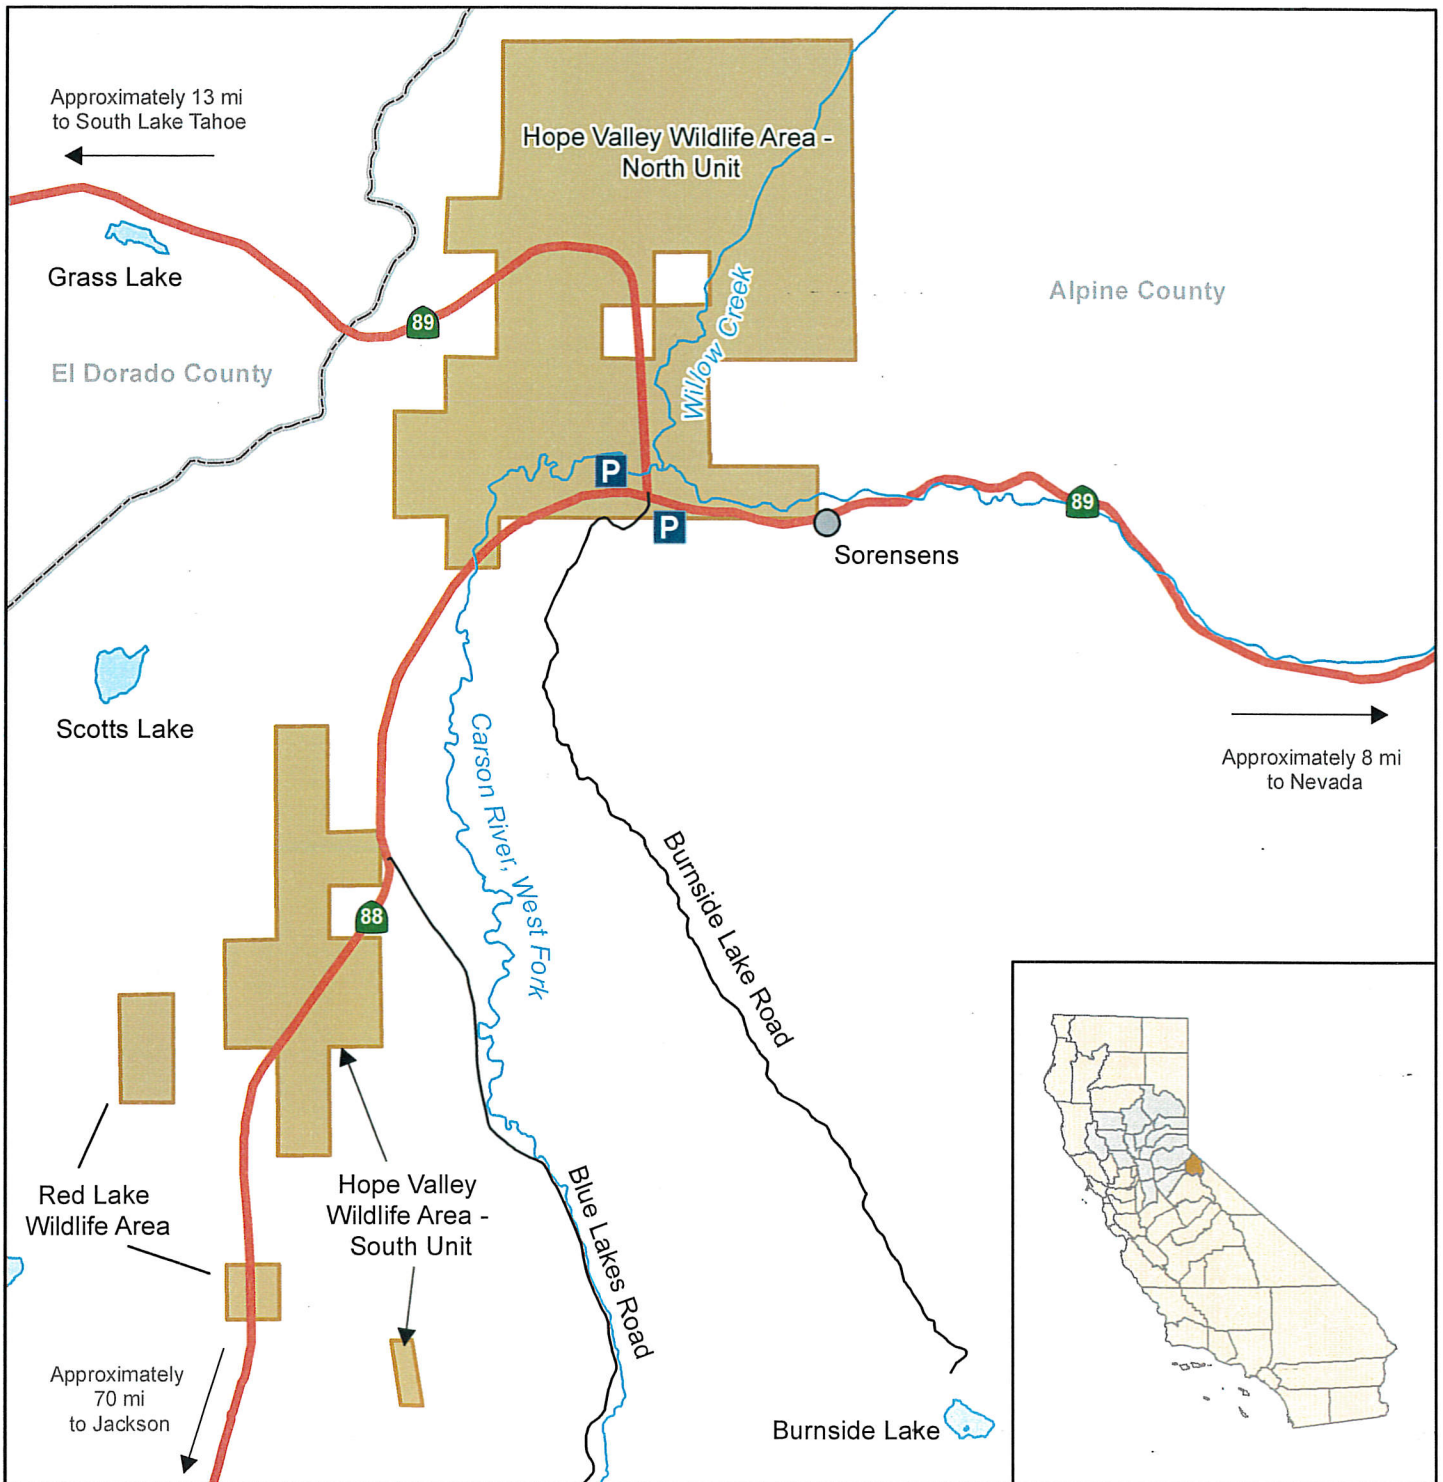 Approximately 13 mi
to South Lake Tahoe
Hope Valley Wildlife Area -
North Unit
Grass Lake
89
Willow Creek
Alpine County
El Dorado County
P
P
89
Sorensens
Scotts Lake
Carson River, West Fork
Approximately 8 mi
to Nevada
Burnside Lake Road
88
Red Lake
Wildlife Area
Hope Valley
Wildlife Area -
South Unit
Blue Lakes Road
Approximately
70 mi
to Jackson
Burnside Lake